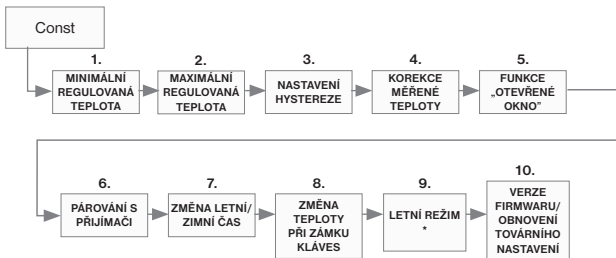 Const
1.
MINIMÁLNÍ
REGULOVANÁ
TEPLOTA
2.
MAXIMÁLNÍ
REGULOVANÁ
TEPLOTA
3.
NASTAVENÍ
HYSTEREZE
4.
KOREKCE
MĚŘENÉ
TEPLOTY
5.
FUNKCE
„OTEVŘENÉ
OKNO”
6.
PÁROVÁNÍ S
PŘIJÍMAČI
7.
ZMĚNA LETNÍ/
ZIMNÍ ČAS
8.
ZMĚNA
TEPLOTY
PŘI ZÁMKU
KLÁVES
9.
LETNÍ REŽIM
*
10.
VERZE
FIRMWARU/
OBNOVENÍ
TOVÁRNÍHO
NASTAVENÍ